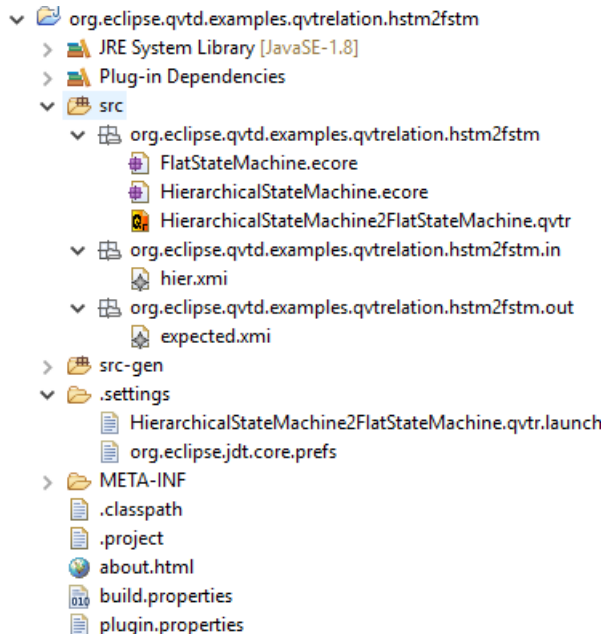 org.eclipse.qvtd.examples.qvtrelation.hstm2fstm
JRE System Library [JavaSE-1.8]
Plug-in Dependencies
src
org.eclipse.qvtd.examples.qvtrelation.hstm2fstm
FlatStateMachine.ecore
HierarchicalStateMachine.ecore
HierarchicalStateMachine2FlatStateMachine.qvtr
org.eclipse.qvtd.examples.qvtrelation.hstm2fstm.in
hier.xmi
org.eclipse.qvtd.examples.qvtrelation.hstm2fstm.out
expected.xmi
src-gen
.settings
HierarchicalStateMachine2FlatStateMachine.qvtr.launch
org.eclipse.jdt.core.prefs
META-INF
.classpath
.project
about.html
build.properties
plugin.properties